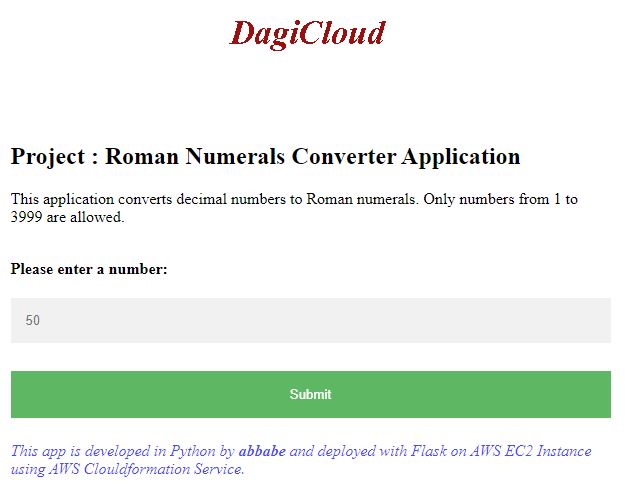 DagiCloud
Project : Roman Numerals Converter Application
This application converts decimal numbers to Roman numerals. Only numbers from 1 to
3999 are allowed.
Please enter a number:
50
Submit
This app is developed in Python by abbabe and deployed with Flask on AWS EC2 Instance
using AWS Clouldformation Service.